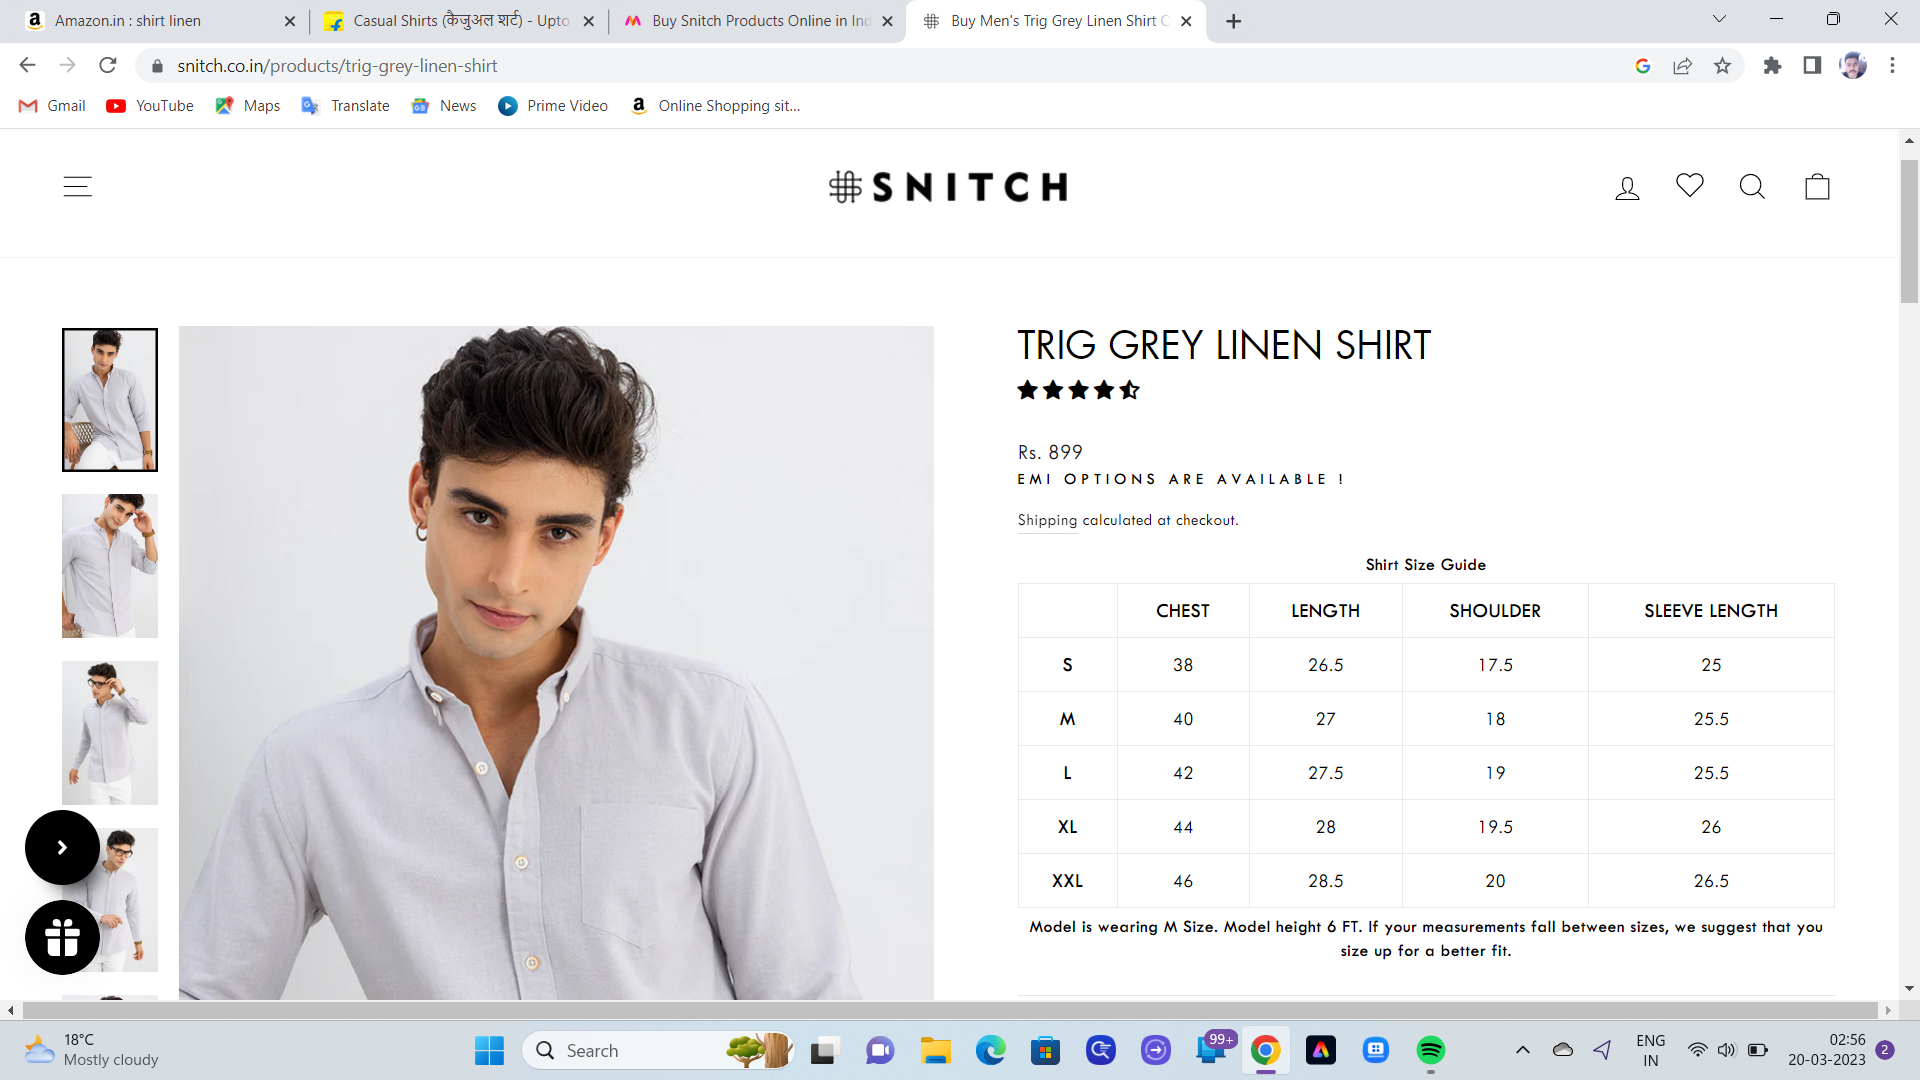 Amazon.in : shirt linen
Casual Shirts (कैजुअल शर्ट) - Upto
Buy Snitch Products Online in Ind
Buy Men's Trig Grey Linen Shirt O
snitch.co.in/products/trig-grey-linen-shirt
Gmail YouTube Maps Translate News Prime Video Online Shopping sit...
SNITCH
TRIG GREY LINEN SHIRT
Rs. 899
EMI OPTIONS ARE AVAILABLE !
Shipping calculated at checkout.
Shirt Size Guide
CHEST LENGTH SHOULDER SLEEVE LENGTH
S 38 26.5 17.5 25
M 40 27 18 25.5
L 42 27.5 19 25.5
XL 44 28 19.5 26
XXL 46 28.5 20 26.5
Model is wearing M Size. Model height 6 FT. If your measurements fall between sizes, we suggest that you
size up for a better fit.
18°C
Mostly cloudy
Search
99+
ENG
IN
02:56
20-03-2023
2